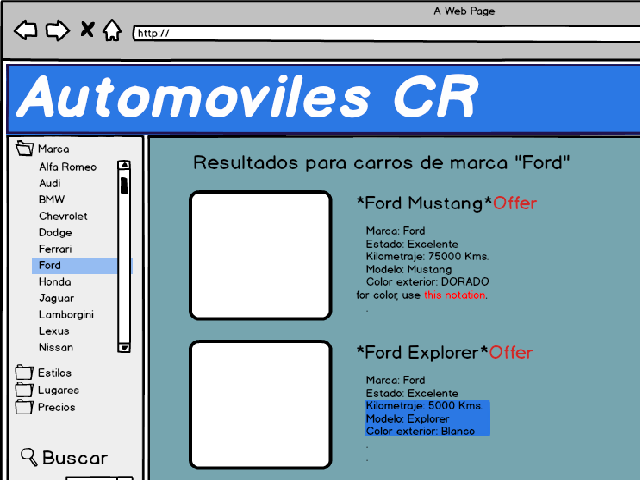 A Web Page
http://
Automoviles CR
Marca
Alfa Romeo
Audi
BMW
Chevrolet
Dodge
Ferrari
Ford
Honda
Jaguar
Lamborgini
Lexus
Nissan
Estilos
Lugares
Precios
Buscar
Resultados para carros de marca "Ford"
*Ford Mustang*Offer
Marca: Ford
Estado: Excelente
Kilometraje: 75000 Kms.
Modelo: Mustang
Color exterior: DORADO
for color, use this notation.
.
*Ford Explorer*Offer
Marca: Ford
Estado: Excelente
Kilometraje: 5000 Kms.
Modelo: Explorer
Color exterior: Blanso
.
.